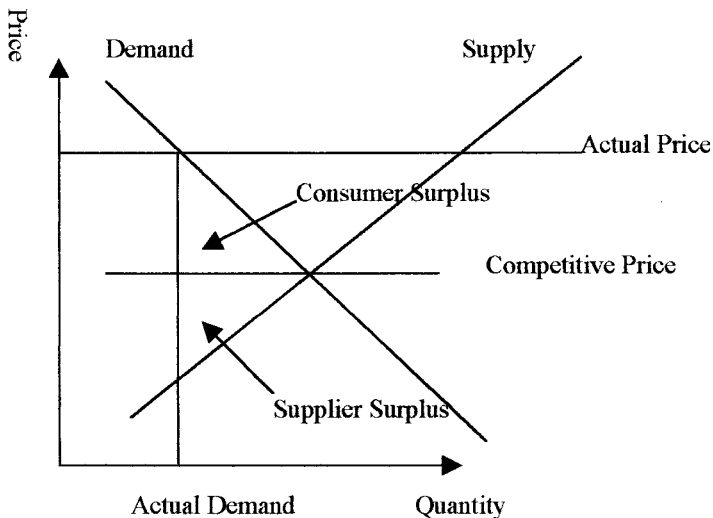 Price
Demand
Supply
Actual Price
Consumer Surplus
Competitive Price
Supplier Surplus
Actual Demand
Quantity